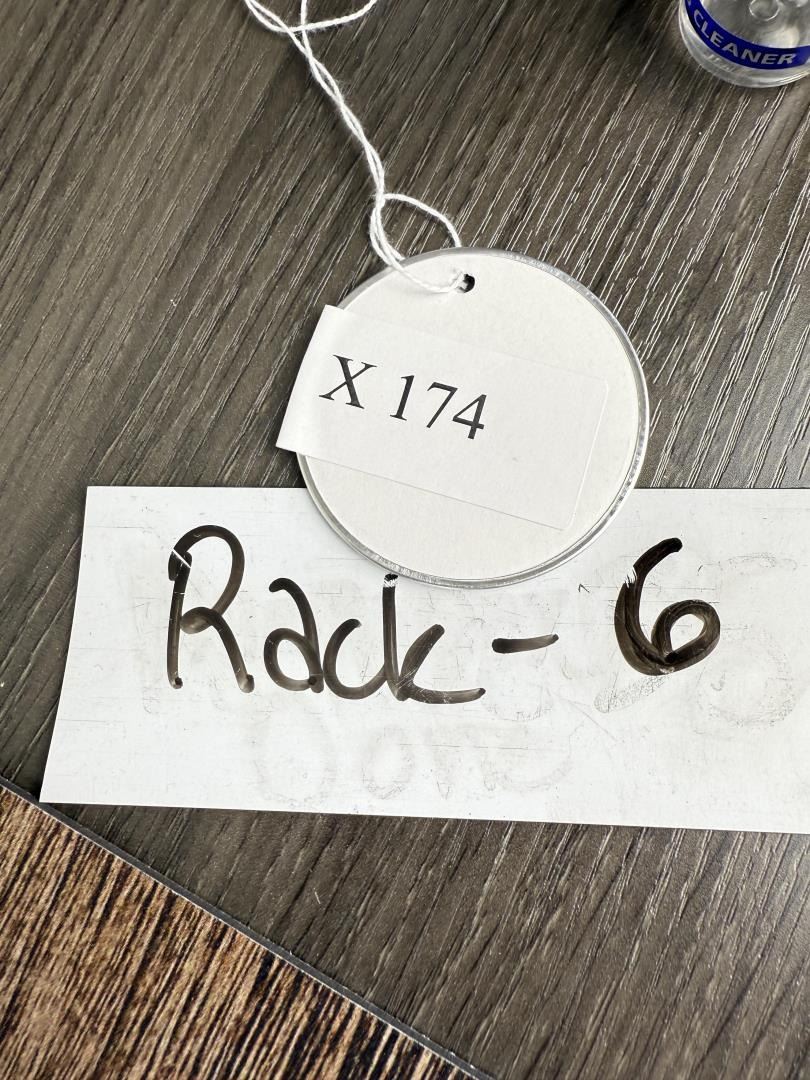 CLEANER
X 174
Rack - 6